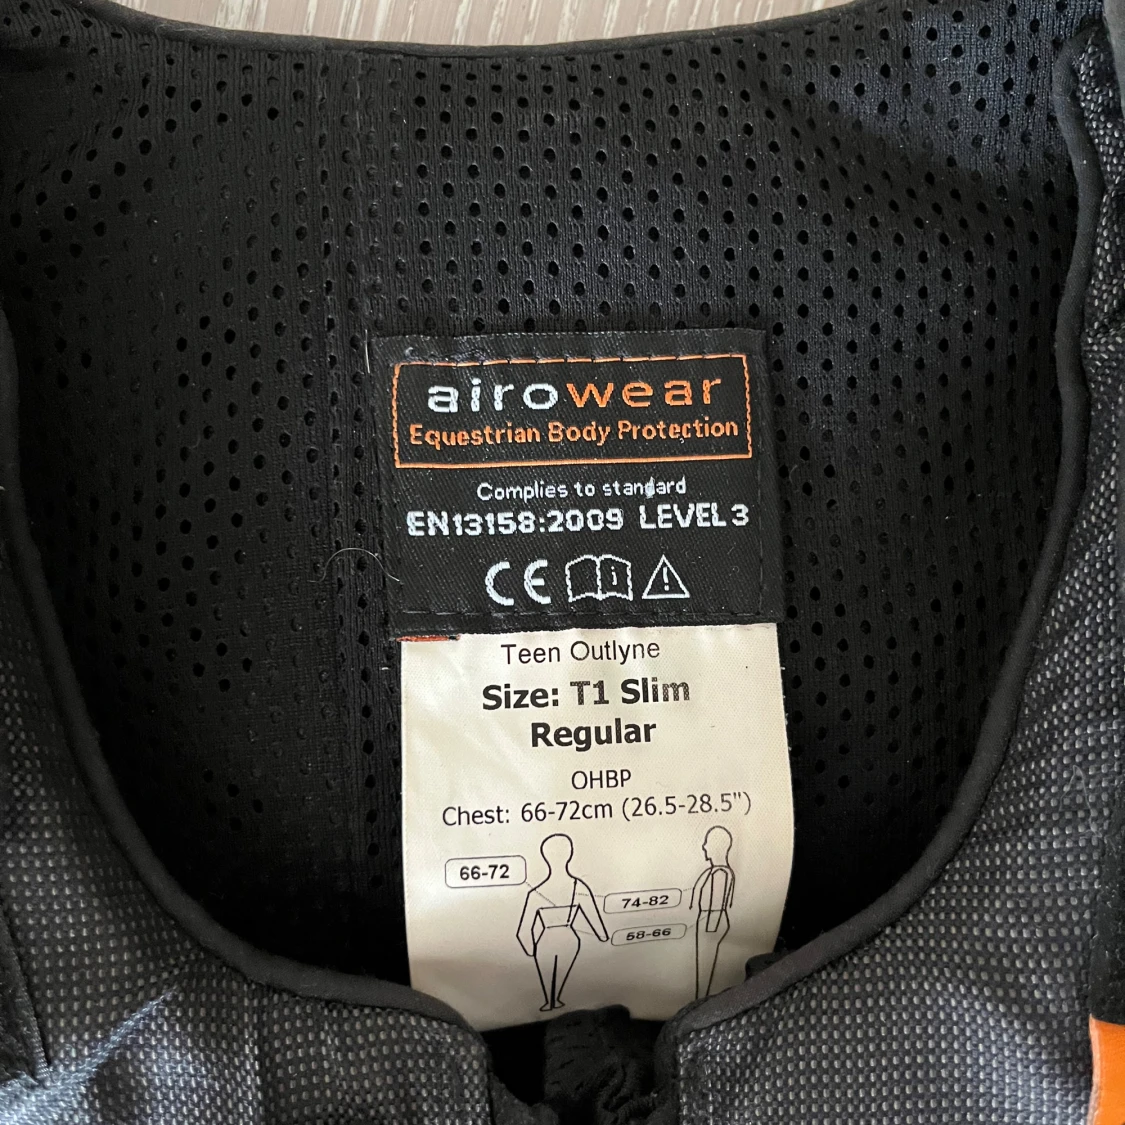 airowear
Equestrian Body Protection
Complies to standard
EN13158:2009 LEVEL 3
CE i !
Teen Outlyne
Size: T1 Slim
Regular
OHBP
Chest: 66-72cm (26.5-28.5")
66-72
74-82
58-66